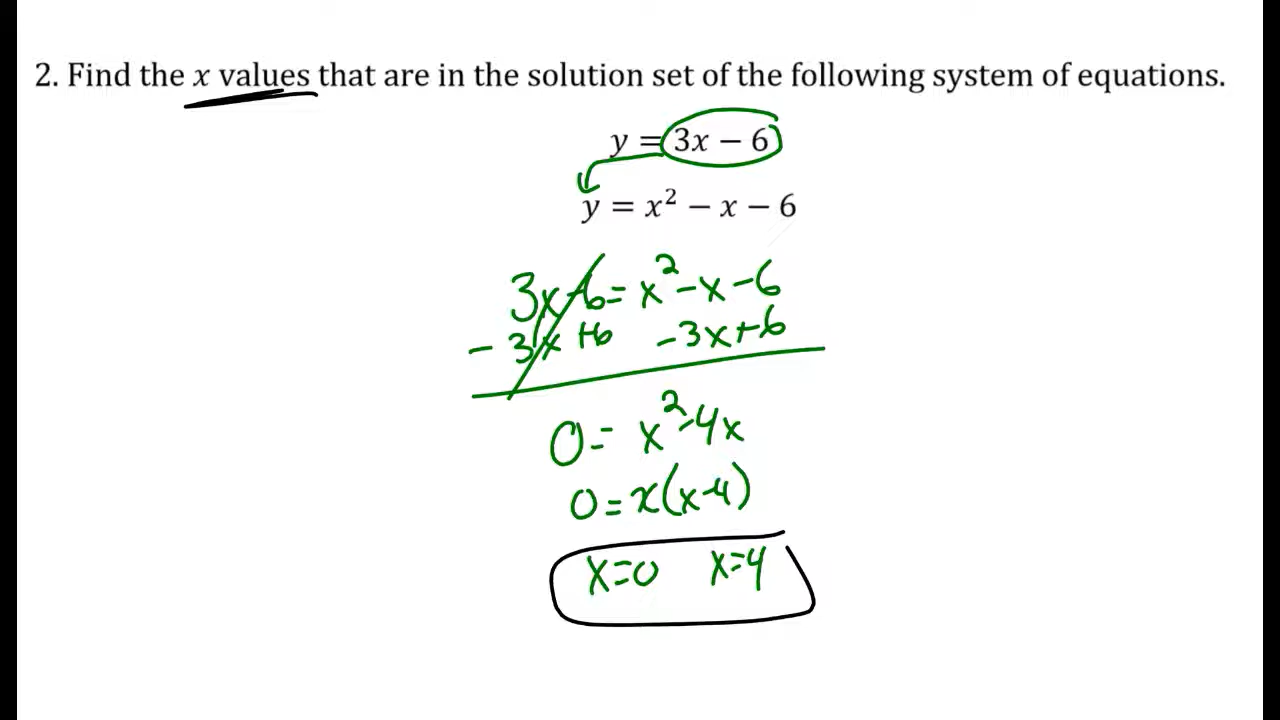 2. Find the x values that are in the solution set of the following system of equations.
y = 3x − 6
y = x² − x − 6
3x-6 = x² - x - 6
- 3x +6 - 3x + 6
0 = x² - 4x
0 = x(x-4)
x=0 x=4